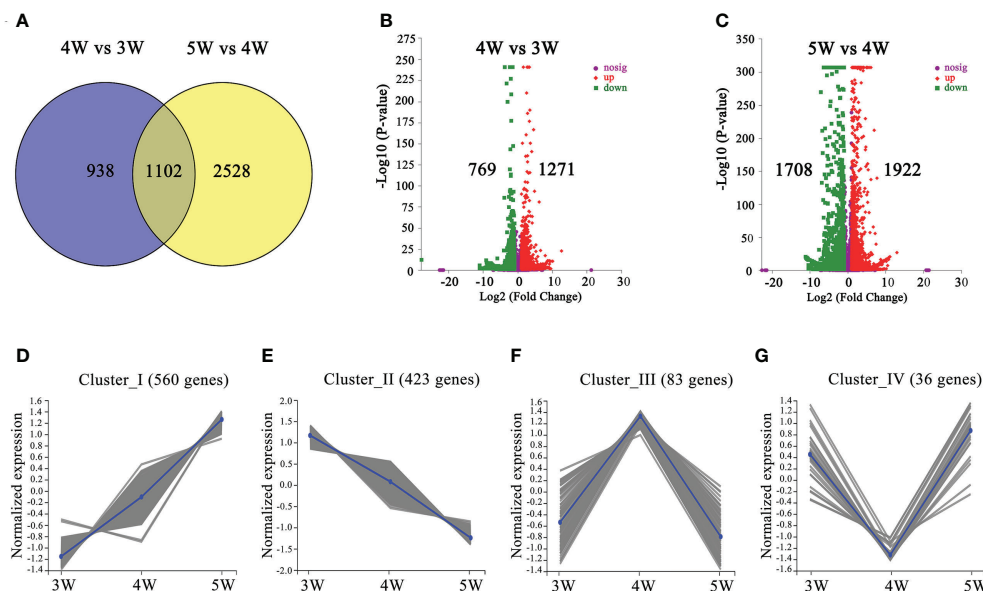 A
4W vs 3W
5W vs 4W
938
1102
2528
B
4W vs 3W
nosig
up
down
769
1271
-Log10 (P-value)
275
250
225
200
175
150
125
100
75
50
25
0
-20
-10
0
10
20
30
Log2 (Fold Change)
C
5W vs 4W
nosig
up
down
1708
1922
-Log10 (P-value)
350
300
250
200
150
100
50
0
-20
-10
0
10
20
30
Log2 (Fold Change)
D
Cluster_I (560 genes)
Normalized expression
1.6
1.4
1.2
1.0
0.8
0.6
0.4
0.2
0.0
-0.2
-0.4
-0.6
-0.8
-1.0
-1.2
-1.4
3W
4W
5W
E
Cluster_II (423 genes)
Normalized expression
2.0
1.5
1.0
0.5
0.0
-0.5
-1.0
-1.5
-2.0
3W
4W
5W
F
Cluster_III (83 genes)
Normalized expression
1.6
1.4
1.2
1.0
0.8
0.6
0.4
0.2
0.0
-0.2
-0.4
-0.6
-0.8
-1.0
-1.2
-1.4
3W
4W
5W
G
Cluster_IV (36 genes)
Normalized expression
1.6
1.4
1.2
1.0
0.8
0.6
0.4
0.2
0.0
-0.2
-0.4
-0.6
-0.8
-1.0
-1.2
-1.4
3W
4W
5W